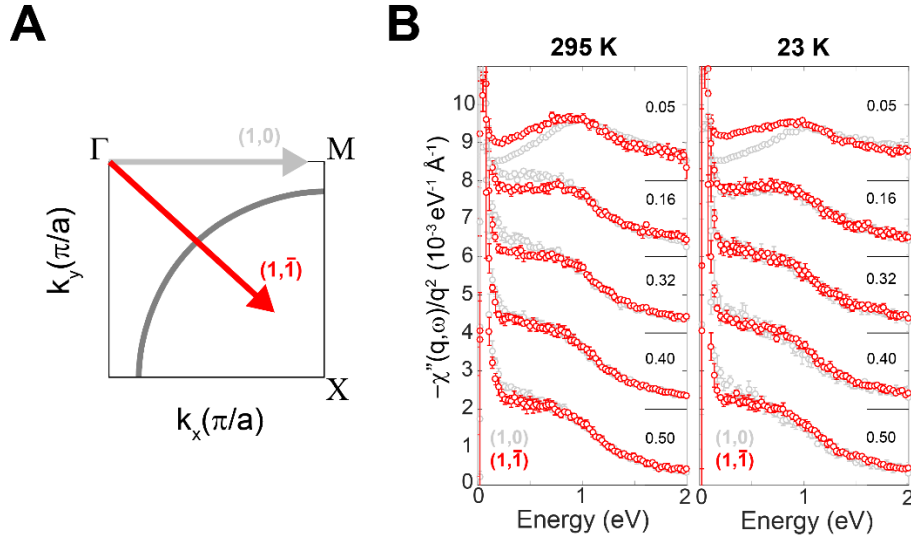 A
Γ
(1,0)
M
(1,1̄)
k_y(π/a)
X
k_x(π/a)
B
295 K
23 K
−χ"(q,ω)/q² (10⁻³ eV⁻¹ Å⁻¹)
10
9
8
7
6
5
4
3
2
1
0
0.05
0.16
0.32
0.40
0.50
(1,0)
(1,1̄)
0
1
2
Energy (eV)
0.05
0.16
0.32
0.40
0.50
(1,0)
(1,1̄)
0
1
2
Energy (eV)